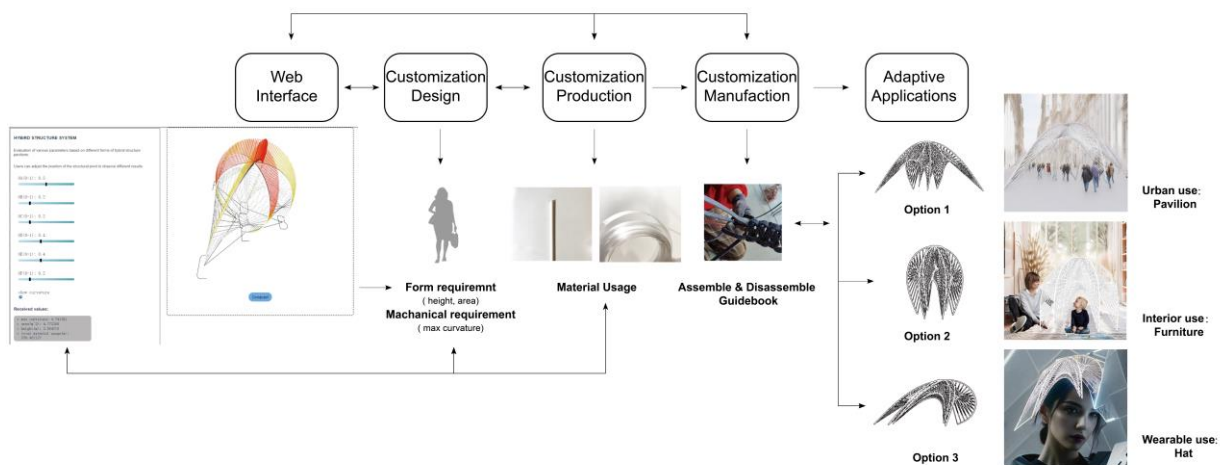 Web
Interface
Customization
Design
Customization
Production
Customization
Manufaction
Adaptive
Applications
HYBRID STRUCTURE SYSTEM
Received values:
Form requiremnt
( height, area)
Machanical requirement
( max curvature)
Material Usage
Assemble & Disassemble
Guidebook
Option 1
Option 2
Option 3
Urban use:
Pavilion
Interior use:
Furniture
Wearable use:
Hat